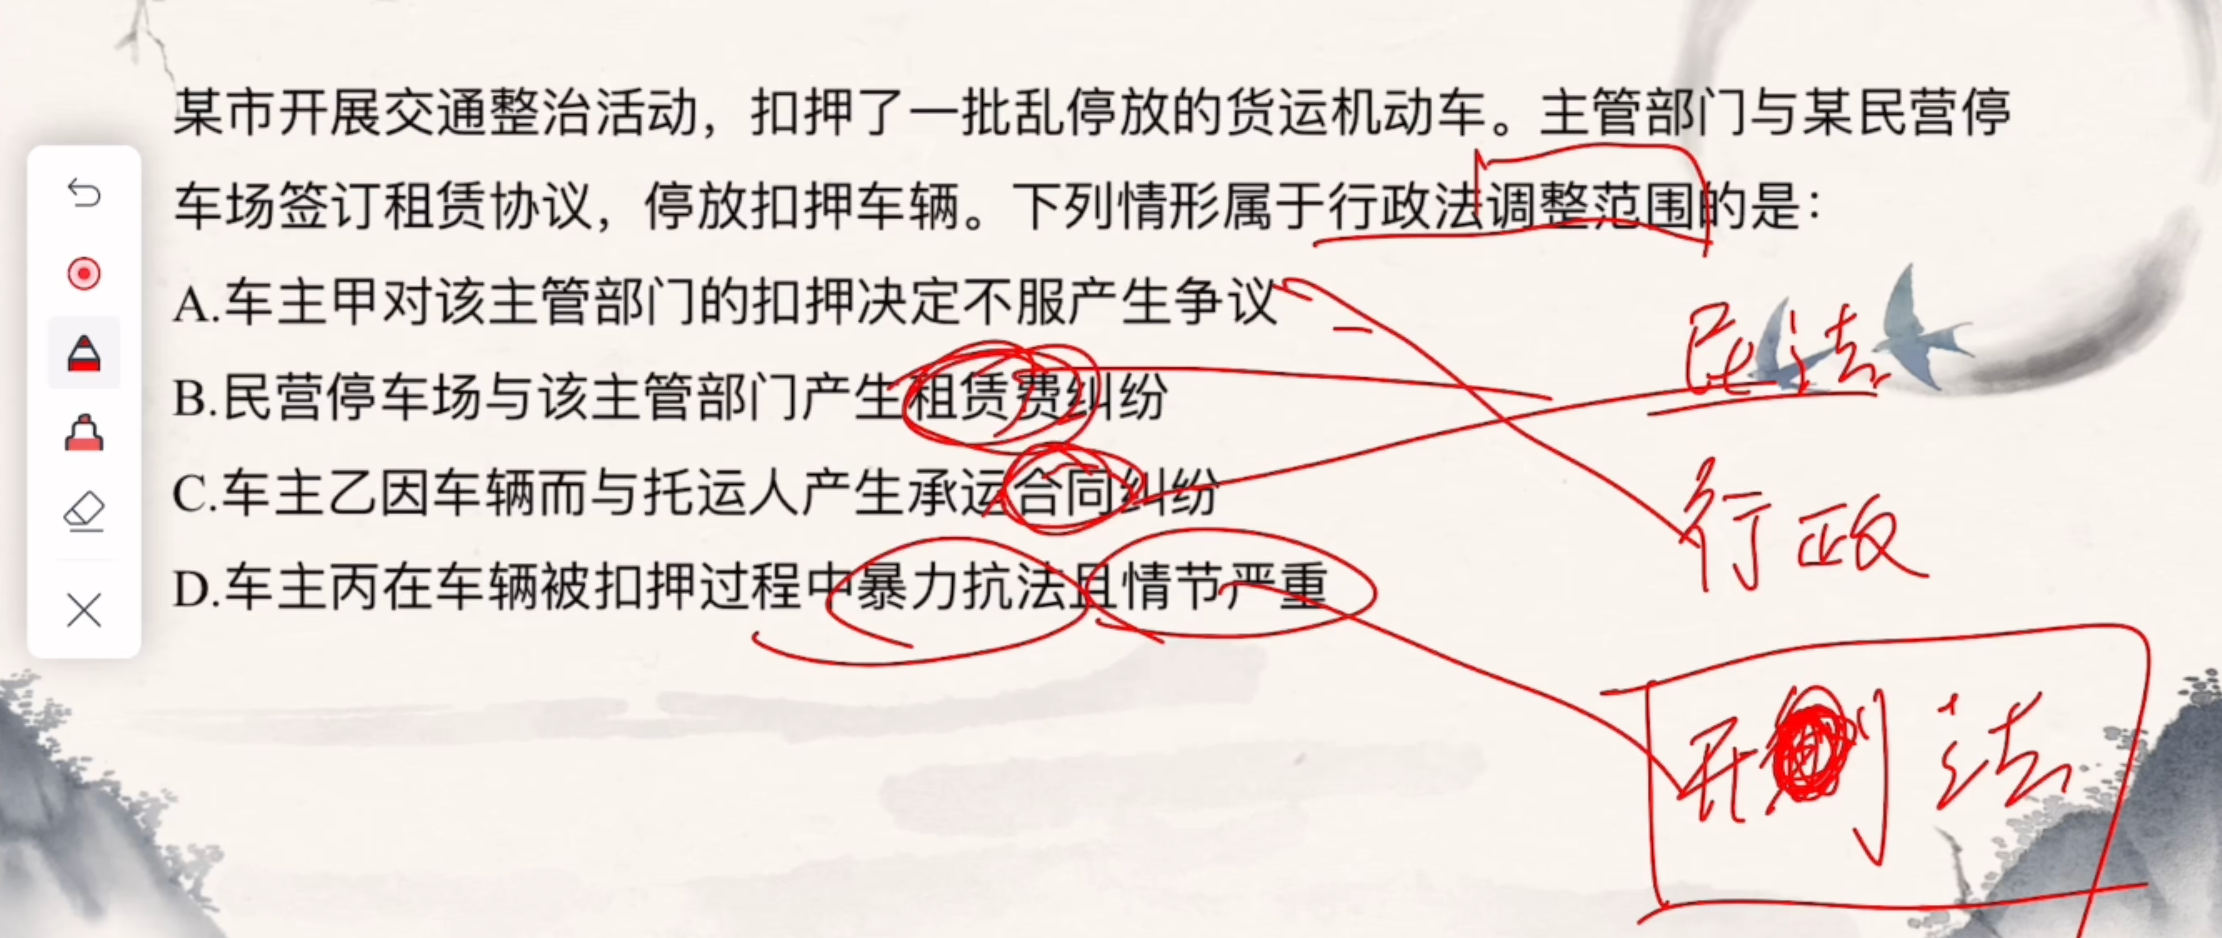 某市开展交通整治活动，扣押了一批乱停放的货运机动车。主管部门与某民营停
车场签订租赁协议，停放扣押车辆。下列情形属于行政法调整范围的是：
A.车主甲对该主管部门的扣押决定不服产生争议
B.民营停车场与该主管部门产生租赁费纠纷
C.车主乙因车辆而与托运人产生承运合同纠纷
D.车主丙在车辆被扣押过程中暴力抗法且情节严重
民法
行政
刑法